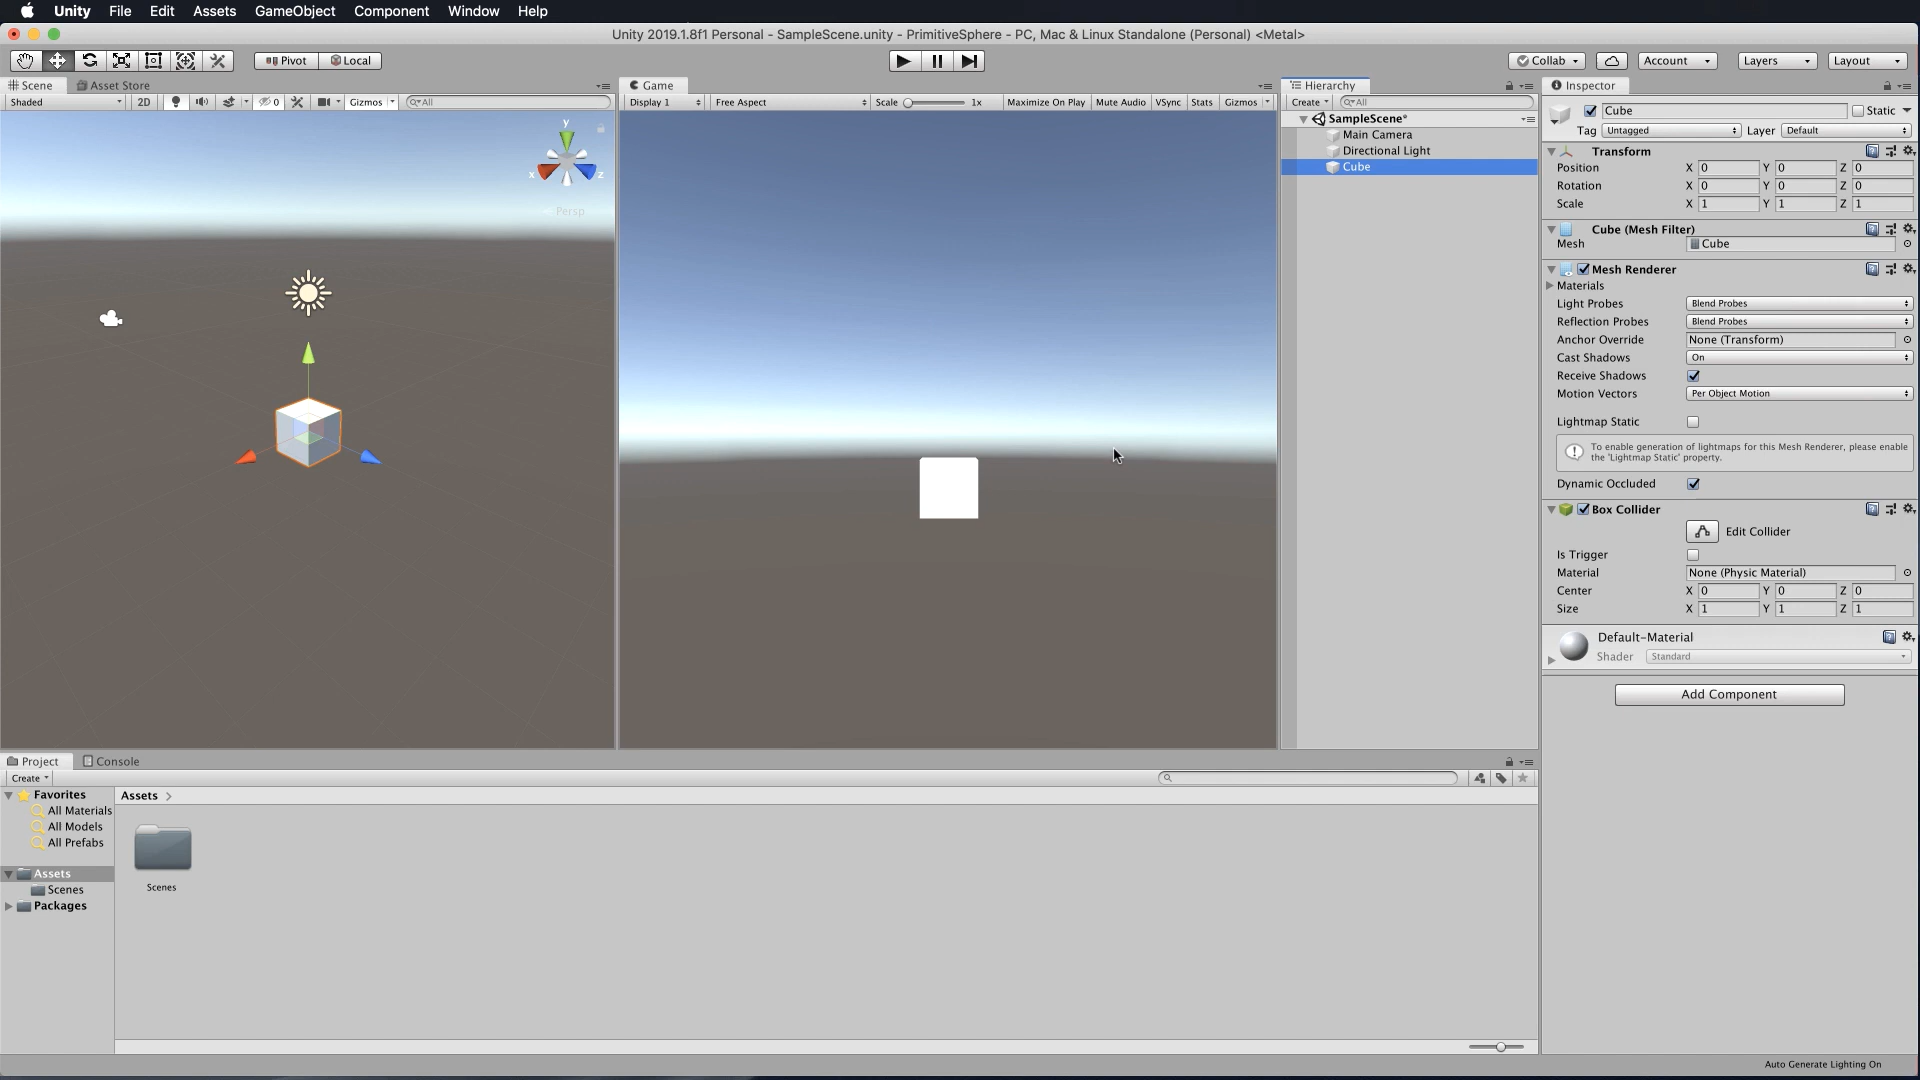 Unity File Edit Assets GameObject Component Window Help
Unity 2019.1.8f1 Personal - SampleScene.unity - PrimitiveSphere - PC, Mac & Linux Standalone (Personal) <Metal>
Pivot Local Collab Account Layers Layout
Scene Asset Store
Shaded 2D 0 Gizmos All
y
x z
Persp
Game
Display 1 Free Aspect Scale 1x Maximize On Play Mute Audio VSync Stats Gizmos
Hierarchy
Create All
SampleScene*
Main Camera
Directional Light
Cube
Inspector
Cube Static
Tag Untagged Layer Default
Transform
Position X 0 Y 0 Z 0
Rotation X 0 Y 0 Z 0
Scale X 1 Y 1 Z 1
Cube (Mesh Filter)
Mesh Cube
Mesh Renderer
Materials
Light Probes Blend Probes
Reflection Probes Blend Probes
Anchor Override None (Transform)
Cast Shadows On
Receive Shadows
Motion Vectors Per Object Motion
Lightmap Static
To enable generation of lightmaps for this Mesh Renderer, please enable
the 'Lightmap Static' property.
Dynamic Occluded
Box Collider
Edit Collider
Is Trigger
Material None (Physic Material)
Center X 0 Y 0 Z 0
Size X 1 Y 1 Z 1
Default-Material
Shader Standard
Add Component
Project Console
Create
Favorites
All Materials
All Models
All Prefabs
Assets
Scenes
Packages
Assets
Scenes
Auto Generate Lighting On